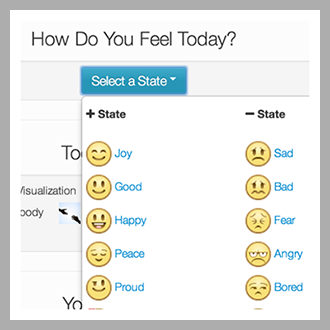 How Do You Feel Today?
Select a State
+ State
− State
Joy
Sad
Good
Bad
To
Visualization
Happy
Fear
body
Peace
Angry
Proud
Bored
Yo